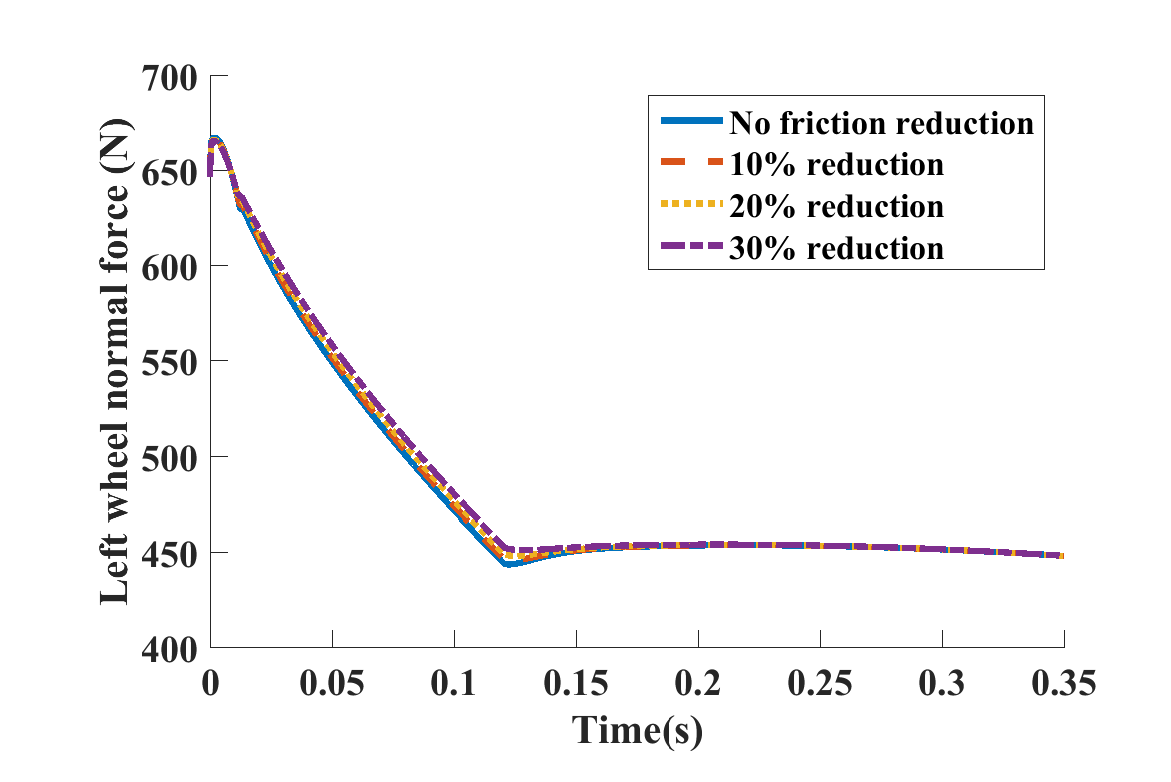 Left wheel normal force (N)
700
650
600
550
500
450
400
No friction reduction
10% reduction
20% reduction
30% reduction
0 0.05 0.1 0.15 0.2 0.25 0.3 0.35
Time(s)